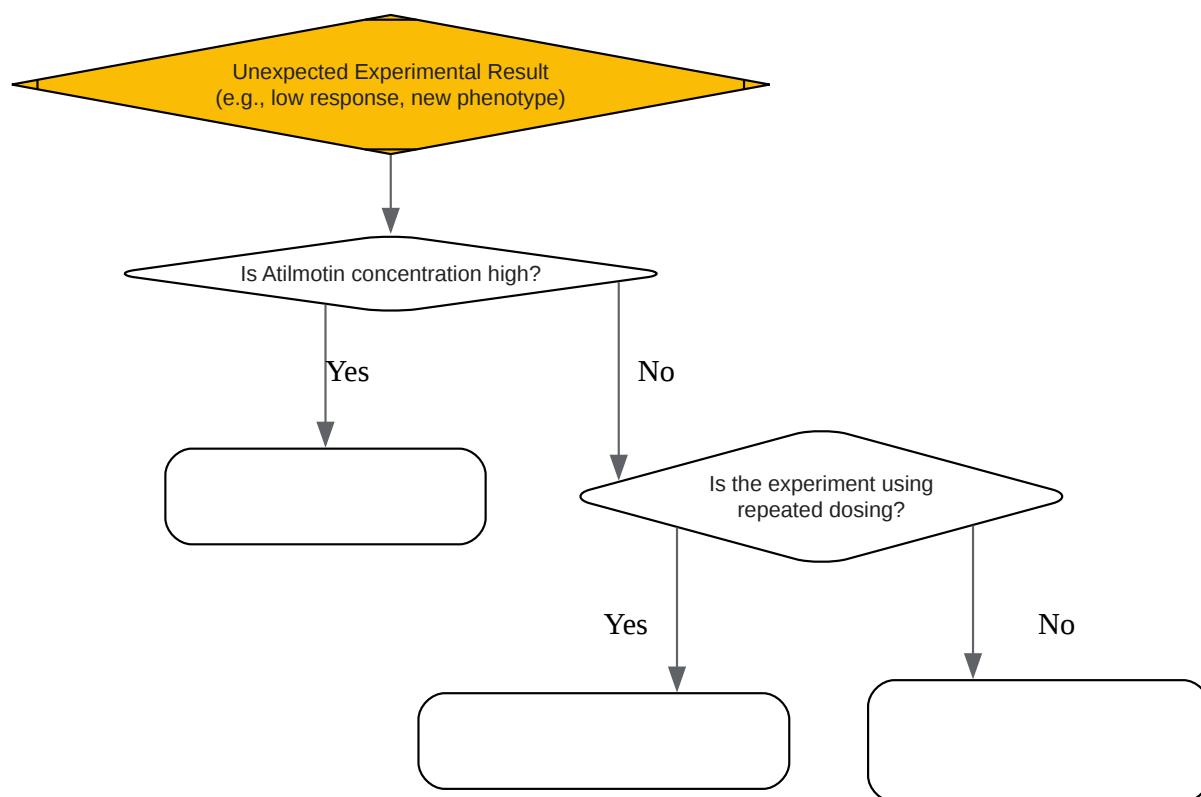 Unexpected Experimental Result
(e.g., low response, new phenotype)
Is Atilmotin concentration high?
Yes
No
Is the experiment using
repeated dosing?
Yes
No